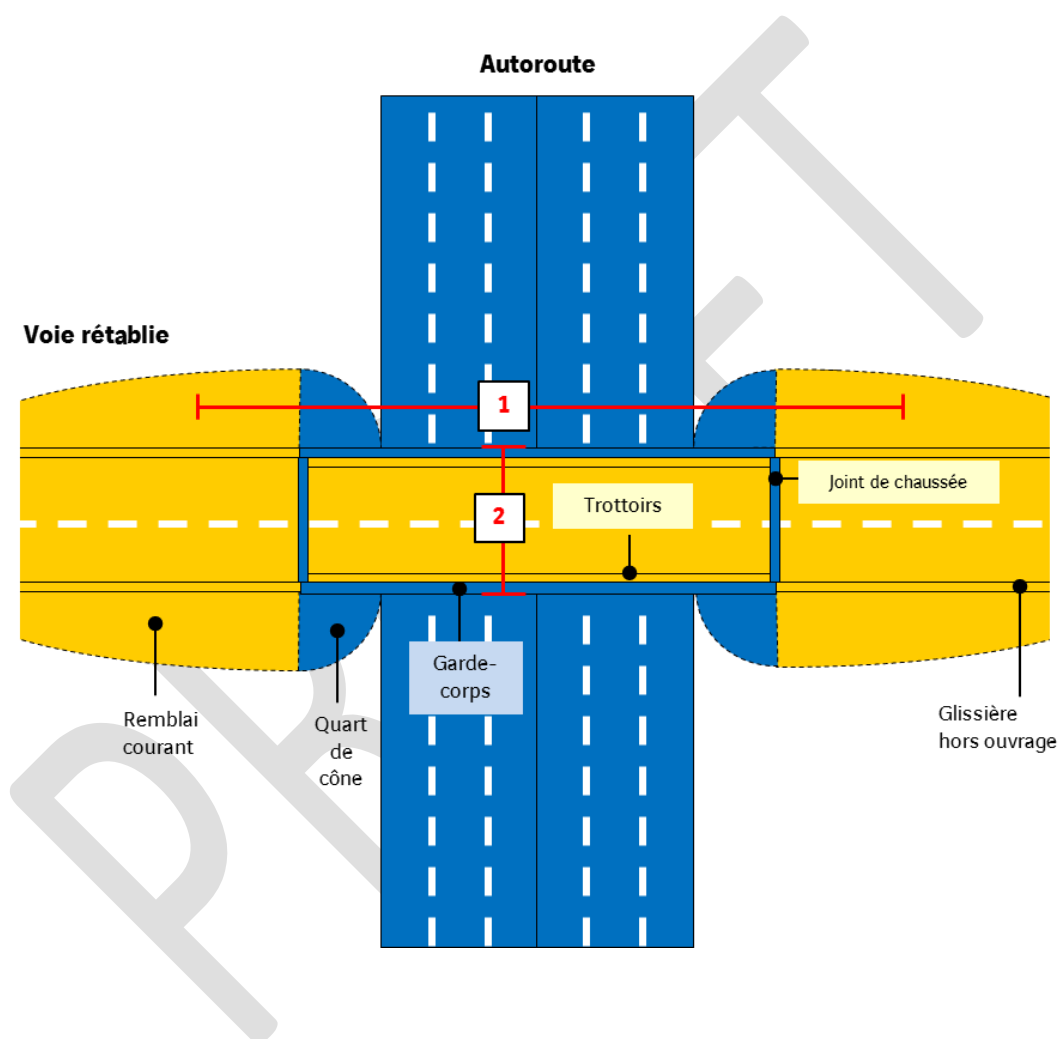 Autoroute
Voie rétablie
1
Joint de chaussée
2
Trottoirs
Garde-
corps
Remblai
courant
Quart
de
cône
Glissière
hors ouvrage
PROJET